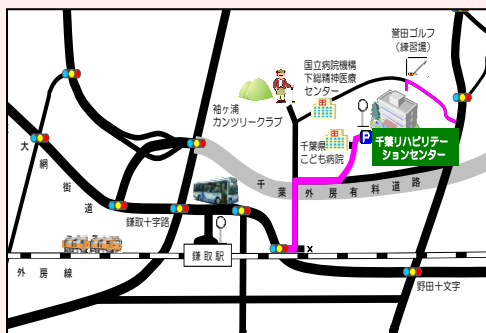 誉田ゴルフ
(練習場)
国立病院機構
下総精神医療
センター
袖ヶ浦
カンツリークラブ
千葉県
こども病院
P
千葉リハビリテー
ションセンター
大網街道
千葉外房有料道路
鎌取十字路
鎌取駅
x
外房線
野田十文字